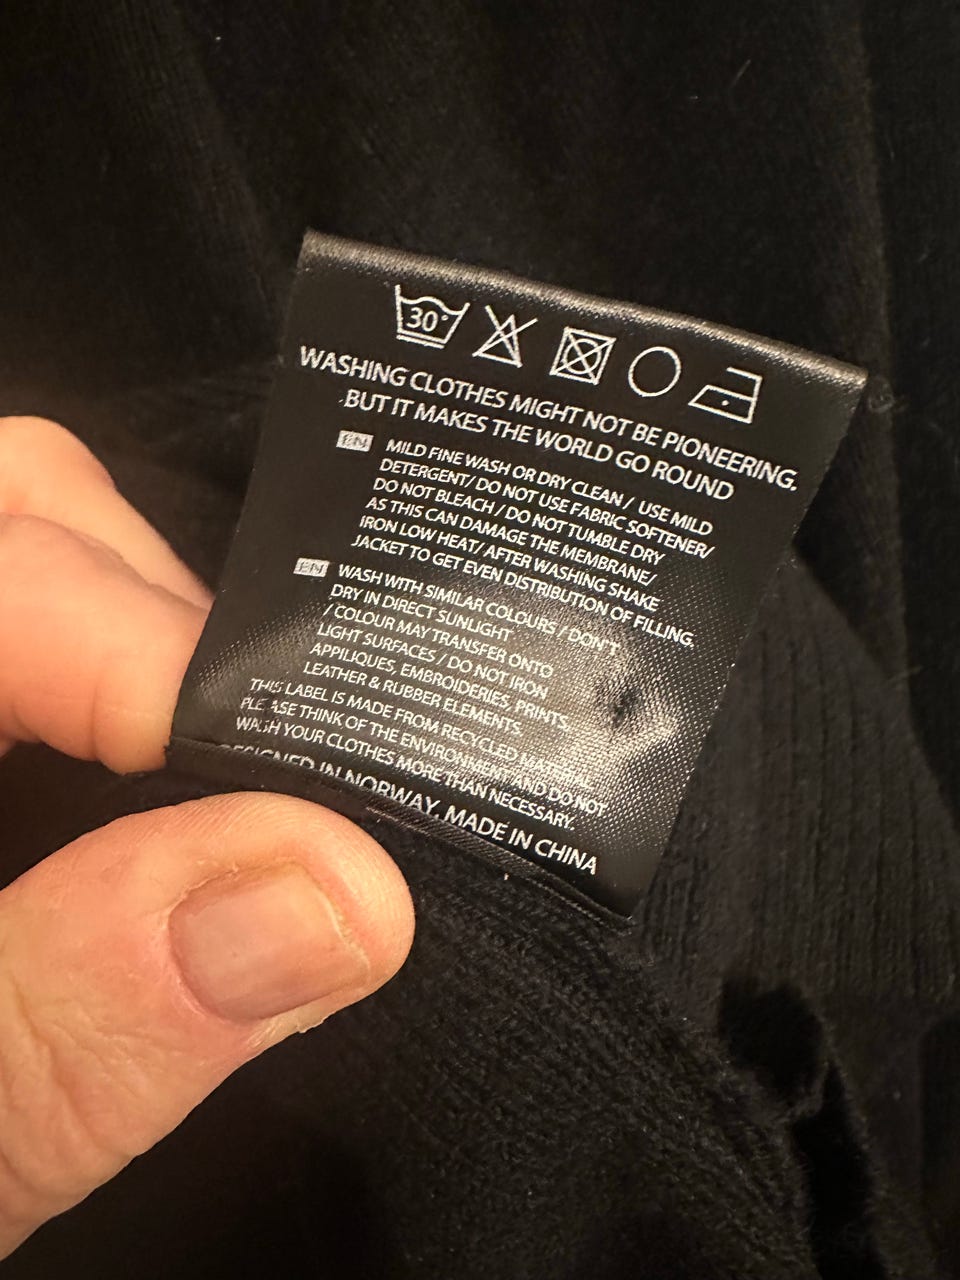 30°
WASHING CLOTHES MIGHT NOT BE PIONEERING.
BUT IT MAKES THE WORLD GO ROUND
EN MILD FINE WASH OR DRY CLEAN / USE MILD
DETERGENT/ DO NOT USE FABRIC SOFTENER/
DO NOT BLEACH / DO NOT TUMBLE DRY
AS THIS CAN DAMAGE THE MEMBRANE/
IRON LOW HEAT/ AFTER WASHING SHAKE
JACKET TO GET EVEN DISTRIBUTION OF FILLING.
EN WASH WITH SIMILAR COLOURS / DON'T
DRY IN DIRECT SUNLIGHT
/ COLOUR MAY TRANSFER ONTO
LIGHT SURFACES / DO NOT IRON
APPILIQUES, EMBROIDERIES, PRINTS,
LEATHER & RUBBER ELEMENTS.
THIS LABEL IS MADE FROM RECYCLED MATERIAL
PLEASE THINK OF THE ENVIRONMENT AND DO NOT
WASH YOUR CLOTHES MORE THAN NECESSARY.
DESIGNED IN NORWAY. MADE IN CHINA